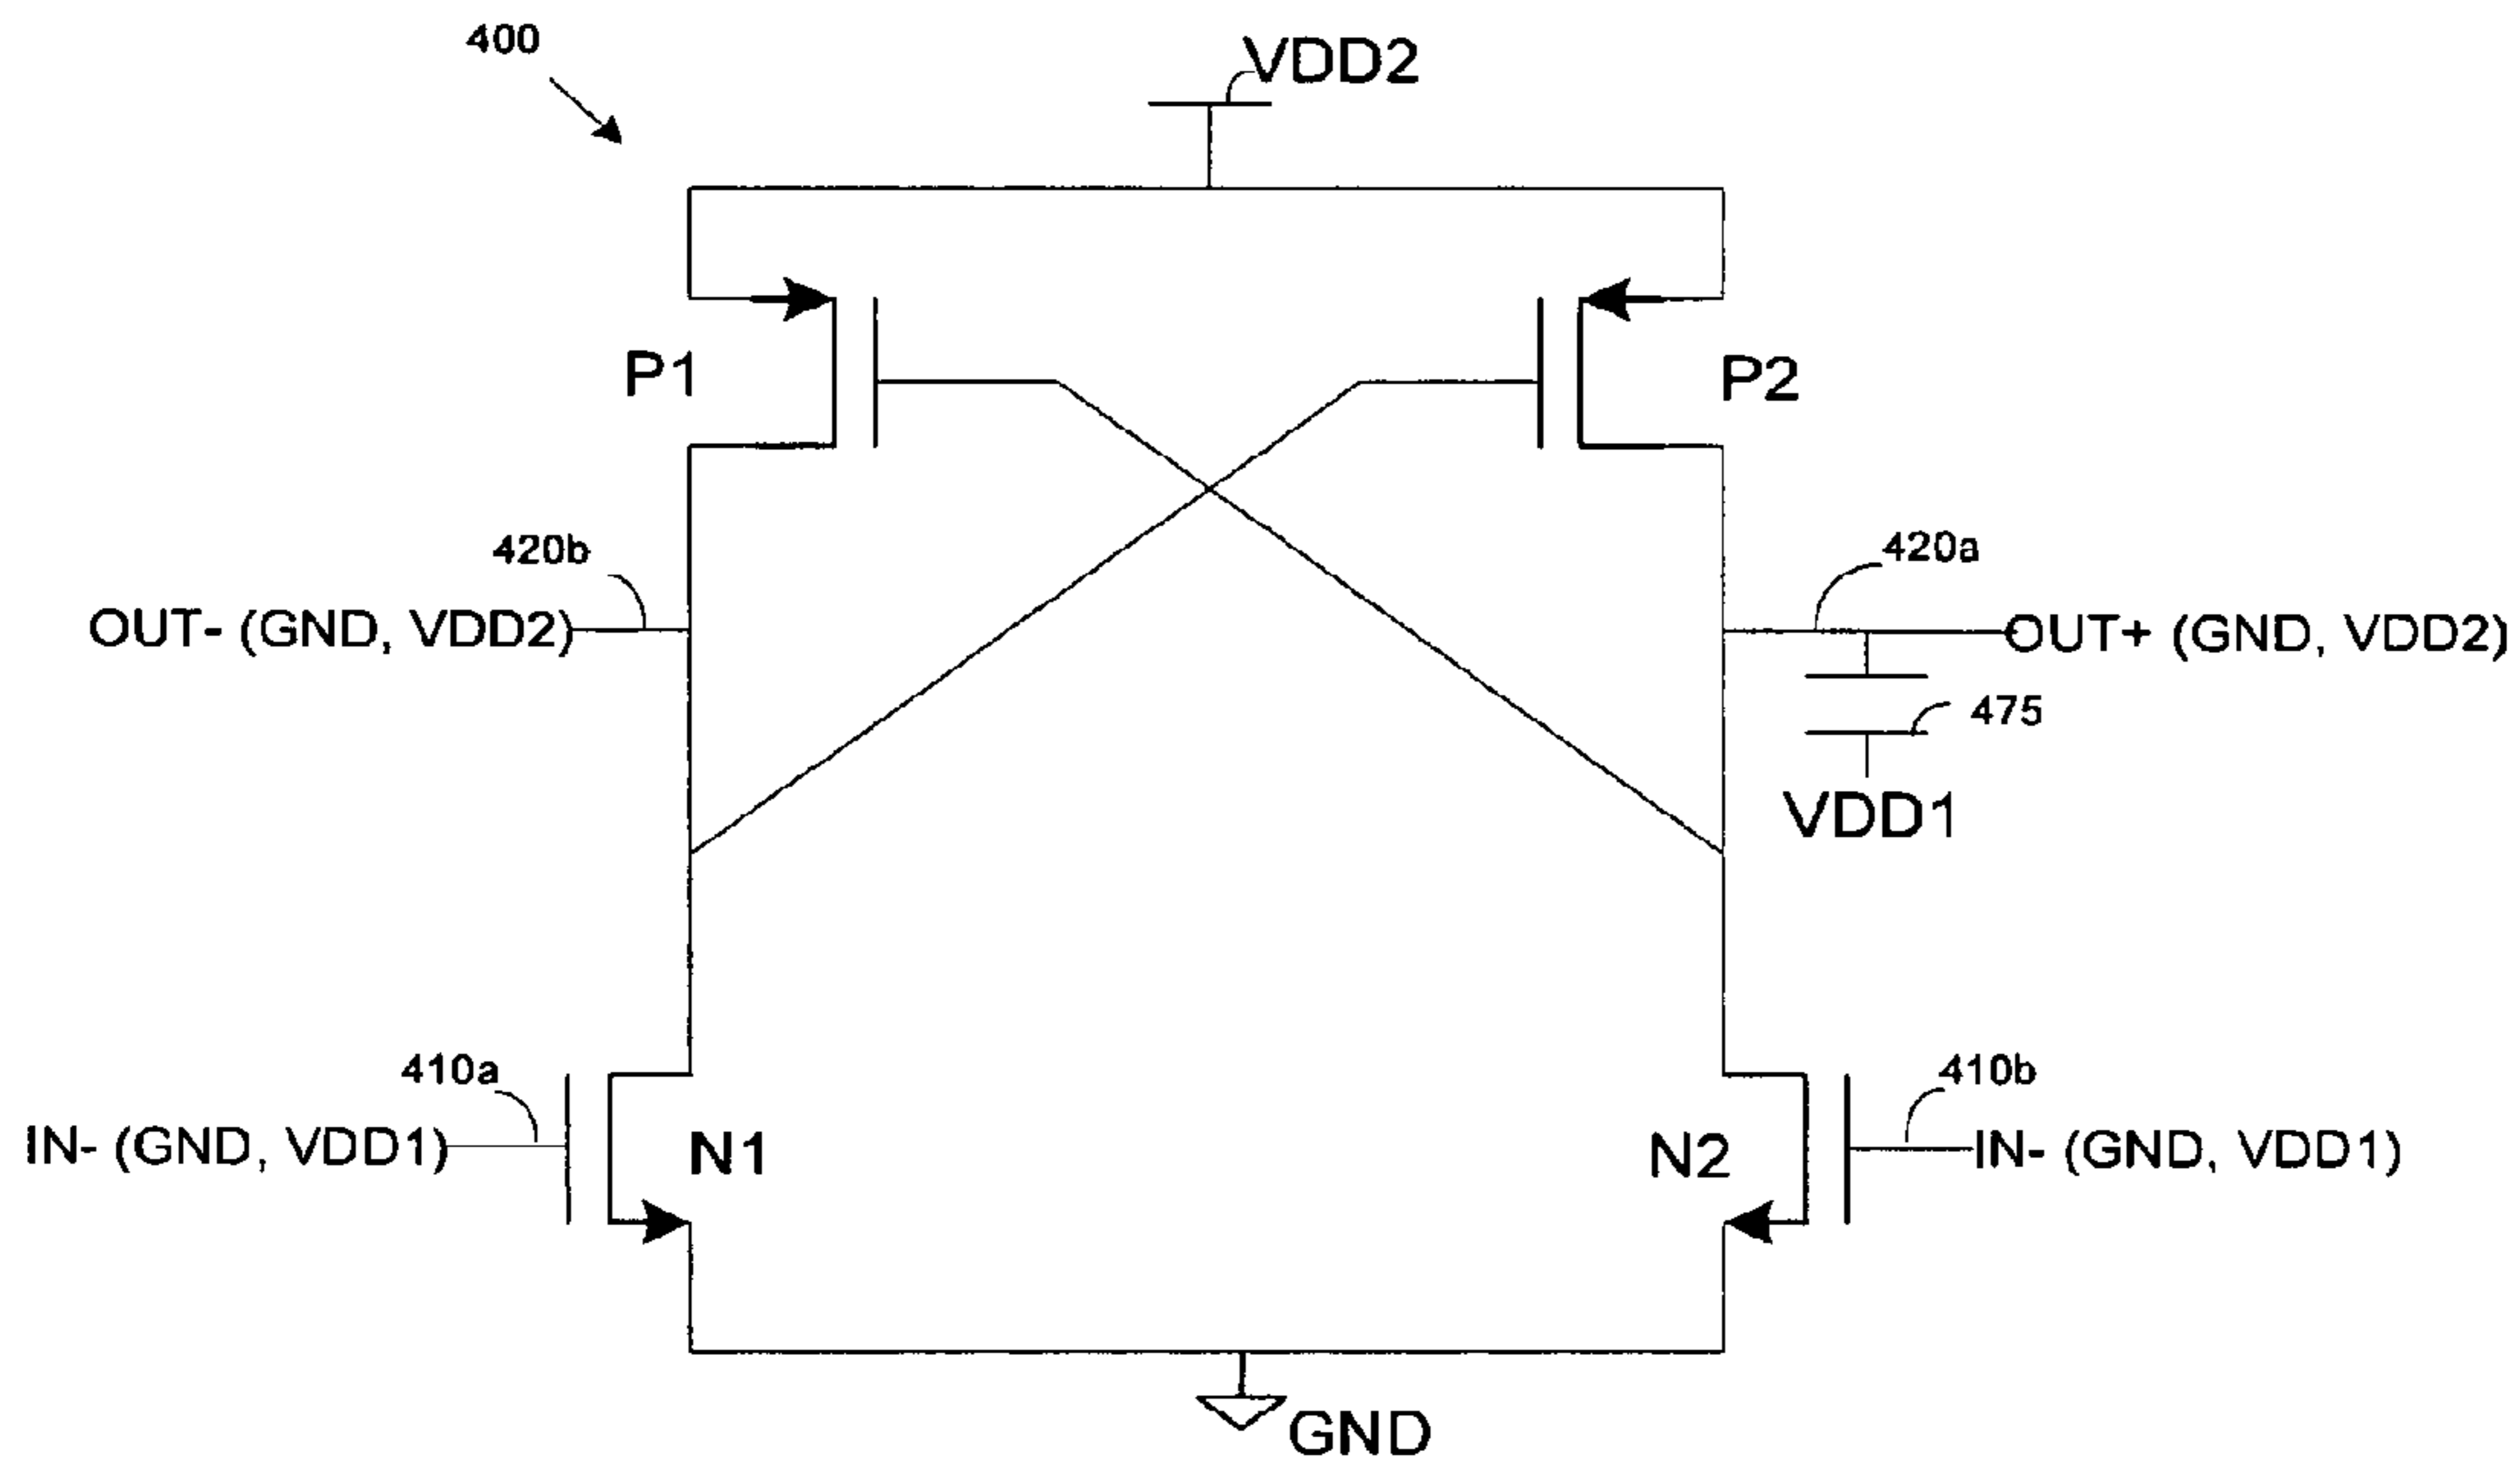 400
VDD2
P1
P2
420b
420a
OUT- (GND, VDD2)
OUT+ (GND, VDD2)
475
VDD1
410a
410b
IN- (GND, VDD1)
N1
N2
IN- (GND, VDD1)
GND